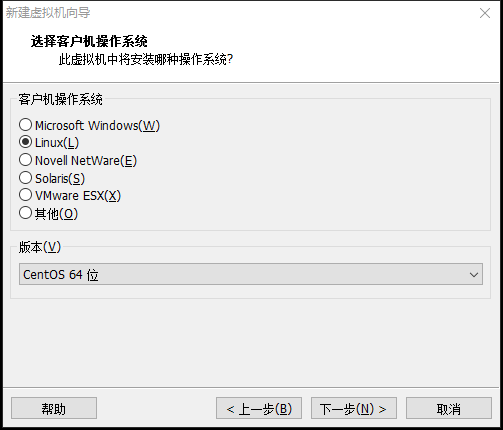 新建虚拟机向导
选择客户机操作系统
此虚拟机中将安装哪种操作系统?
客户机操作系统
Microsoft Windows(W)
Linux(L)
Novell NetWare(E)
Solaris(S)
VMware ESX(X)
其他(O)
版本(V)
CentOS 64 位
帮助
< 上一步(B)
下一步(N) >
取消